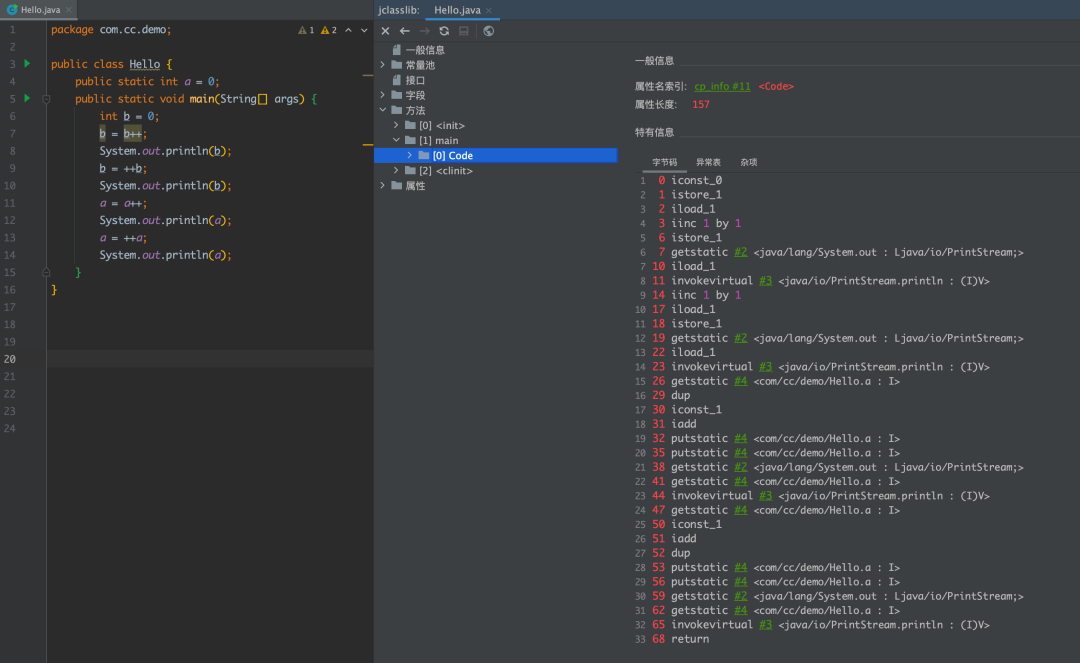 Hello.java
1 package com.cc.demo;
1 2
2
3 public class Hello {
4 public static int a = 0;
5 public static void main(String[] args) {
6 int b = 0;
7 b = b++;
8 System.out.println(b);
9 b = ++b;
10 System.out.println(b);
11 a = a++;
12 System.out.println(a);
13 a = ++a;
14 System.out.println(a);
15 }
16 }
17
18
19
20
21
22
23
24
jclasslib: Hello.java
一般信息
常量池
接口
字段
方法
[0] <init>
[1] main
[0] Code
[2] <clinit>
属性
一般信息
属性名索引: cp_info #11 <Code>
属性长度: 157
特有信息
字节码 异常表 杂项
1 0 iconst_0
2 1 istore_1
3 2 iload_1
4 3 iinc 1 by 1
5 6 istore_1
6 7 getstatic #2 <java/lang/System.out : Ljava/io/PrintStream;>
7 10 iload_1
8 11 invokevirtual #3 <java/io/PrintStream.println : (I)V>
9 14 iinc 1 by 1
10 17 iload_1
11 18 istore_1
12 19 getstatic #2 <java/lang/System.out : Ljava/io/PrintStream;>
13 22 iload_1
14 23 invokevirtual #3 <java/io/PrintStream.println : (I)V>
15 26 getstatic #4 <com/cc/demo/Hello.a : I>
16 29 dup
17 30 iconst_1
18 31 iadd
19 32 putstatic #4 <com/cc/demo/Hello.a : I>
20 35 putstatic #4 <com/cc/demo/Hello.a : I>
21 38 getstatic #2 <java/lang/System.out : Ljava/io/PrintStream;>
22 41 getstatic #4 <com/cc/demo/Hello.a : I>
23 44 invokevirtual #3 <java/io/PrintStream.println : (I)V>
24 47 getstatic #4 <com/cc/demo/Hello.a : I>
25 50 iconst_1
26 51 iadd
27 52 dup
28 53 putstatic #4 <com/cc/demo/Hello.a : I>
29 56 putstatic #4 <com/cc/demo/Hello.a : I>
30 59 getstatic #2 <java/lang/System.out : Ljava/io/PrintStream;>
31 62 getstatic #4 <com/cc/demo/Hello.a : I>
32 65 invokevirtual #3 <java/io/PrintStream.println : (I)V>
33 68 return